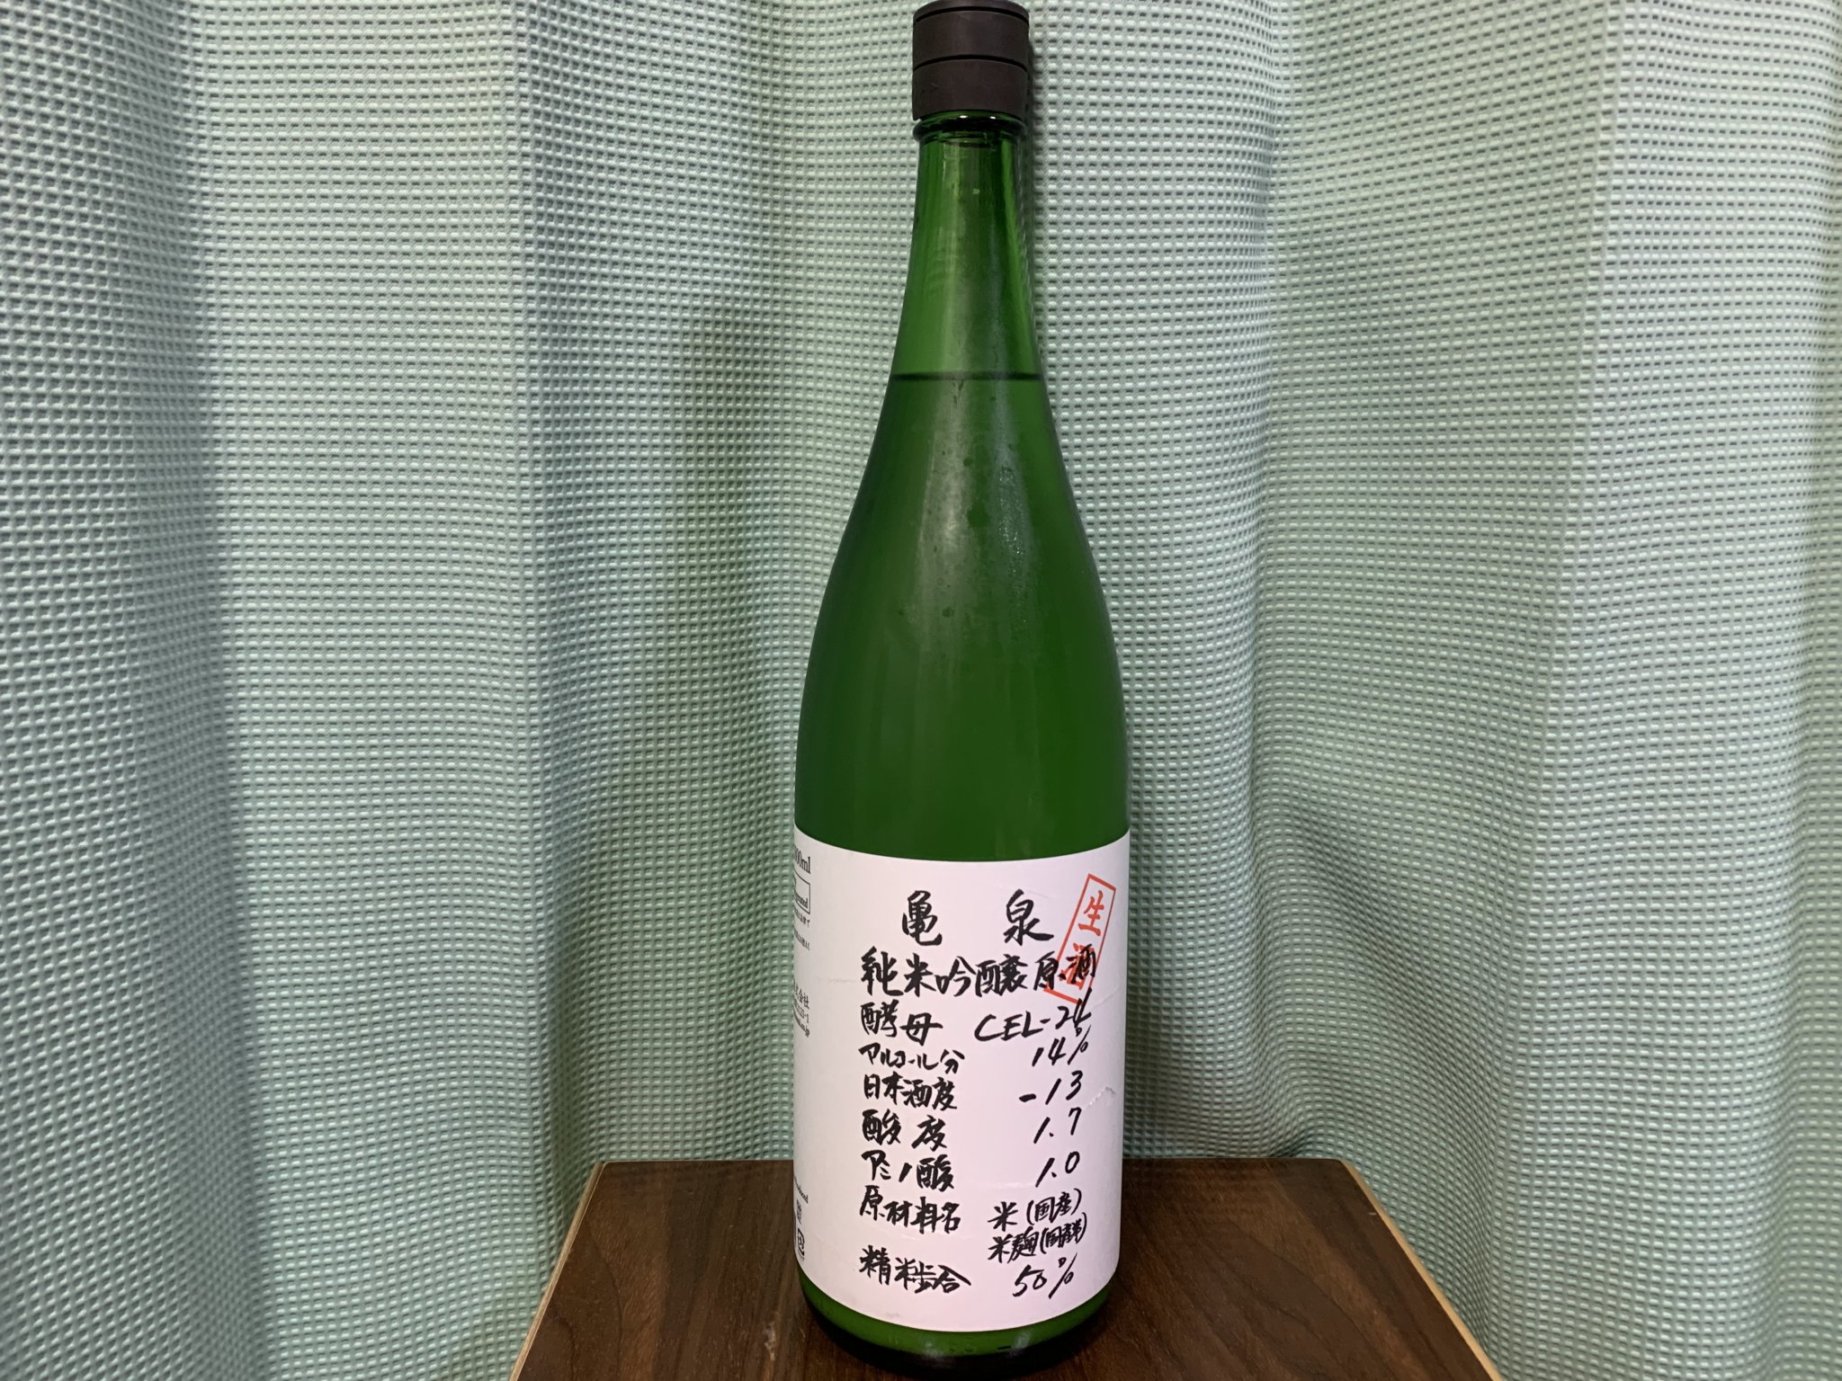 亀泉
生酒
純米吟醸原酒
酵母 CEL-24
アルコール分 14%
日本酒度 -13
酸度 1.7
アミノ酸 1.0
原材料名 米(国産)
米麹(国産米)
精米歩合 50%